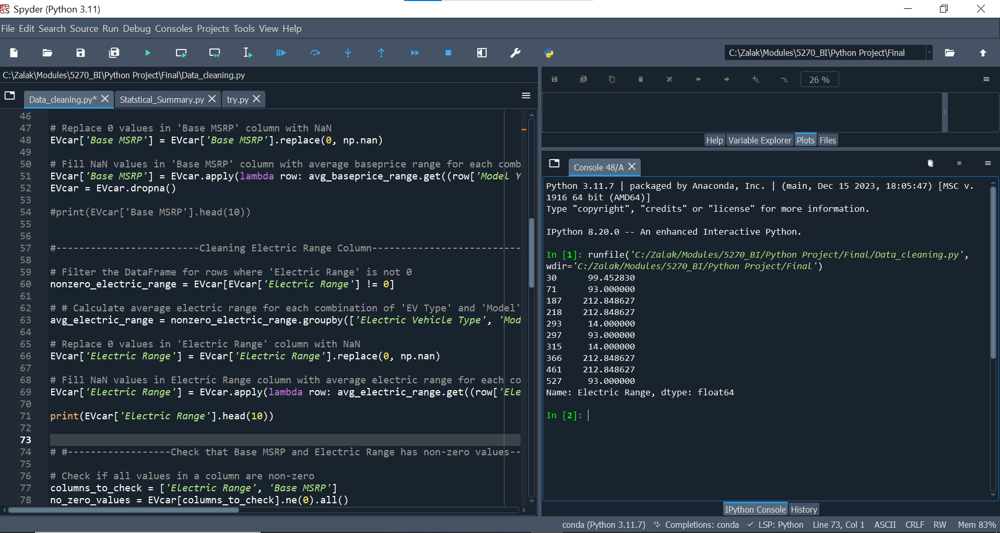 Spyder (Python 3.11)
File Edit Search Source Run Debug Consoles Projects Tools View Help
C:\Zalak\Modules\5270_BI\Python Project\Final
C:\Zalak\Modules\5270_BI\Python Project\Final\Data_cleaning.py
Data_cleaning.py* Statstical_Summary.py try.py
46
47 # Replace 0 values in 'Base MSRP' column with NaN
48 EVcar['Base MSRP'] = EVcar['Base MSRP'].replace(0, np.nan)
49
50 # Fill NaN values in 'Base MSRP' column with average baseprice range for each comb
51 EVcar['Base MSRP'] = EVcar.apply(lambda row: avg_baseprice_range.get((row['Model Y
52 EVcar = EVcar.dropna()
53
54 #print(EVcar['Base MSRP'].head(10))
55
56
57 #-------------------------Cleaning Electric Range Column--------------------------
58
59 # Filter the DataFrame for rows where 'Electric Range' is not 0
60 nonzero_electric_range = EVcar[EVcar['Electric Range'] != 0]
61
62 # # Calculate average electric range for each combination of 'EV Type' and 'Model'
63 avg_electric_range = nonzero_electric_range.groupby(['Electric Vehicle Type', 'Mod
64
65 # Replace 0 values in 'Electric Range' column with NaN
66 EVcar['Electric Range'] = EVcar['Electric Range'].replace(0, np.nan)
67
68 # Fill NaN values in Electric Range column with average electric range for each co
69 EVcar['Electric Range'] = EVcar.apply(lambda row: avg_electric_range.get((row['Ele
70
71 print(EVcar['Electric Range'].head(10))
72
73
74 # #------------------Check that Base MSRP and Electric Range has non-zero values--
75
76 # Check if all values in a column are non-zero
77 columns_to_check = ['Electric Range', 'Base MSRP']
78 no_zero_values = EVcar[columns_to_check].ne(0).all()
26 %
Help Variable Explorer Plots Files
Console 48/A
Python 3.11.7 | packaged by Anaconda, Inc. | (main, Dec 15 2023, 18:05:47) [MSC v.
1916 64 bit (AMD64)]
Type "copyright", "credits" or "license" for more information.
IPython 8.20.0 -- An enhanced Interactive Python.
In [1]: runfile('C:/Zalak/Modules/5270_BI/Python Project/Final/Data_cleaning.py',
wdir='C:/Zalak/Modules/5270_BI/Python Project/Final')
30 99.452830
71 93.000000
187 212.848627
218 212.848627
293 14.000000
297 93.000000
315 14.000000
366 212.848627
461 212.848627
527 93.000000
Name: Electric Range, dtype: float64
In [2]:
IPython Console History
conda (Python 3.11.7) Completions: conda LSP: Python Line 73, Col 1 ASCII CRLF RW Mem 83%